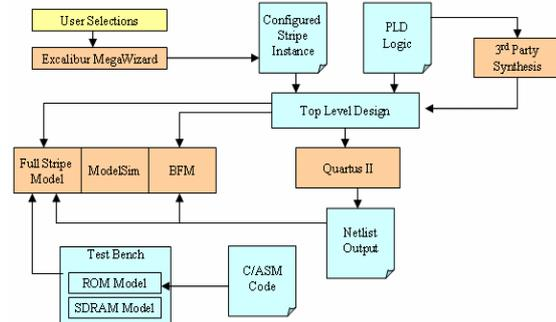 User Selections
Excalibur MegaWizard
Configured
Stripe
Instance
PLD
Logic
3rd Party
Synthesis
Top Level Design
Full Stripe
Model
ModelSim
BFM
Quartus II
Netlist
Output
Test Bench
ROM Model
SDRAM Model
C/ASM
Code